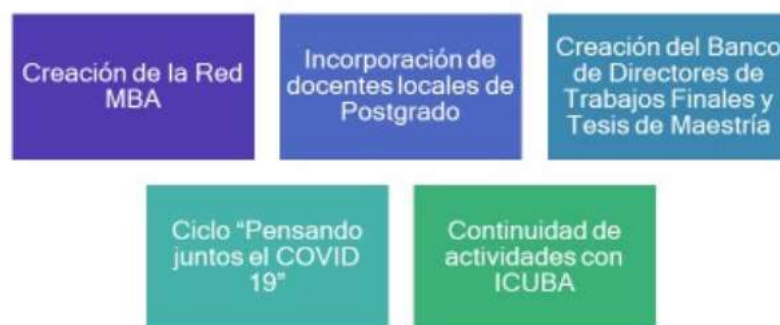 Creación de la Red
MBA
Incorporación de
docentes locales de
Postgrado
Creación del Banco
de Directores de
Trabajos Finales y
Tesis de Maestría
Ciclo “Pensando
juntos el COVID
19”
Continuidad de
actividades con
ICUBA